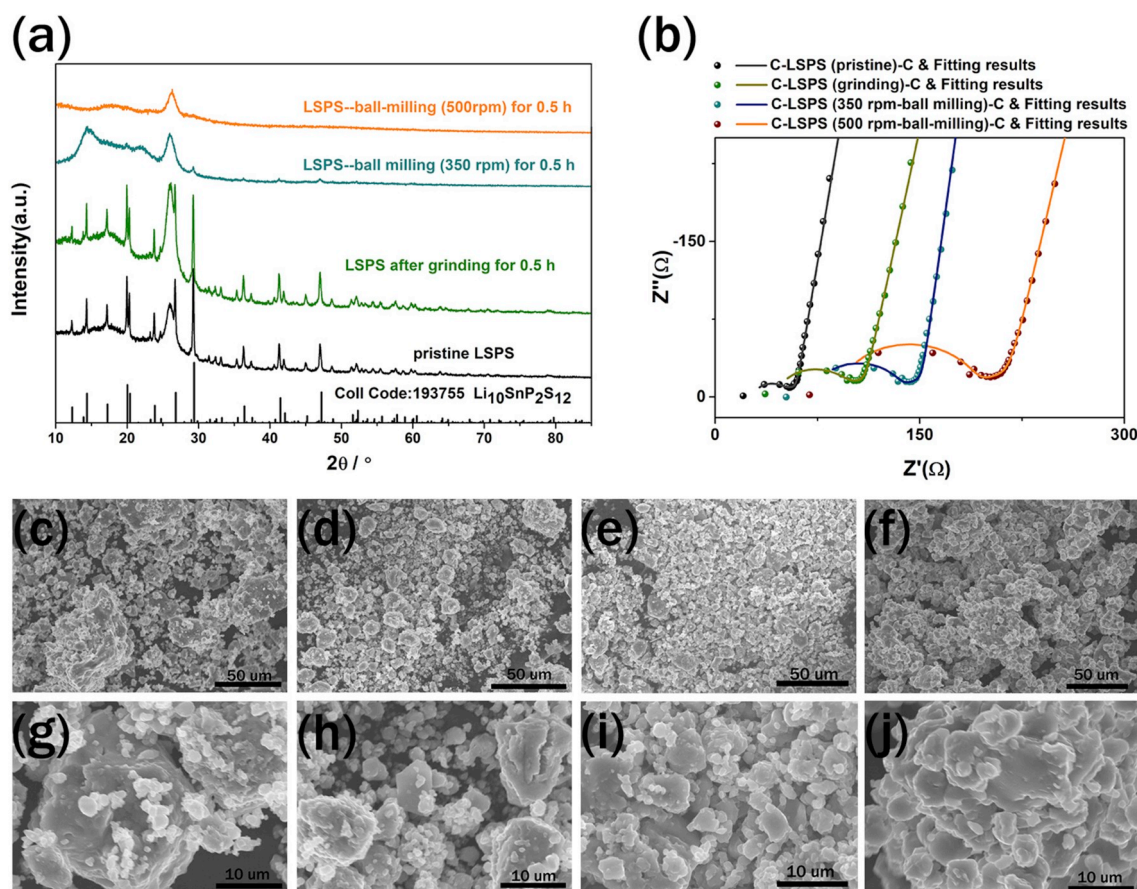 (a)
LSPS--ball-milling (500rpm) for 0.5 h
LSPS--ball milling (350 rpm) for 0.5 h
LSPS after grinding for 0.5 h
pristine LSPS
Coll Code:193755 Li₁₀SnP₂S₁₂
Intensity(a.u.)
10 20 30 40 50 60 70 80
2θ / °
(b)
C-LSPS (pristine)-C & Fitting results
C-LSPS (grinding)-C & Fitting results
C-LSPS (350 rpm-ball milling)-C & Fitting results
C-LSPS (500 rpm-ball-milling)-C & Fitting results
-150
0
Z''(Ω)
0 150 300
Z'(Ω)
(c) (d) (e) (f)
50 um 50 um 50 um 50 um
(g) (h) (i) (j)
10 um 10 um 10 um 10 um